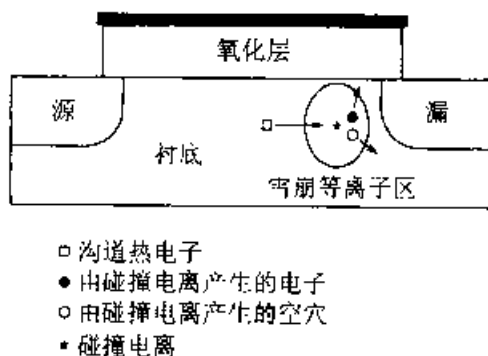 氧化层
源
漏
衬底
雪崩等离子区
沟道热电子
由碰撞电离产生的电子
由碰撞电离产生的空穴
碰撞电离